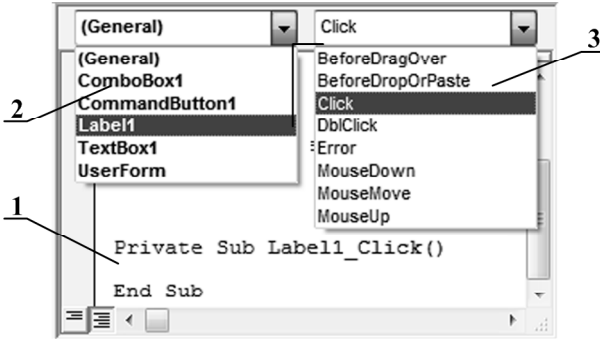 (General)
Click
3
(General)
ComboBox1
CommandButton1
Label1
TextBox1
UserForm
2
BeforeDragOver
BeforeDropOrPaste
Click
DblClick
Error
MouseDown
MouseMove
MouseUp
1
Private Sub Label1_Click()
End Sub